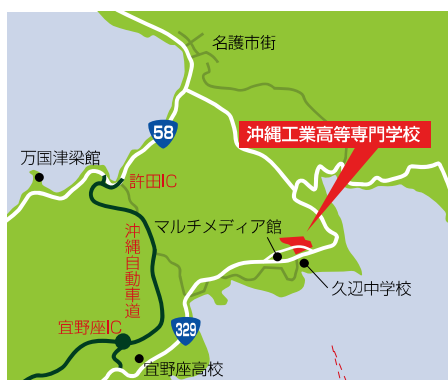 名護市街
58
沖縄工業高等専門学校
万国津梁館
許田IC
マルチメディア館
沖縄自動車道
久辺中学校
宜野座IC
329
宜野座高校